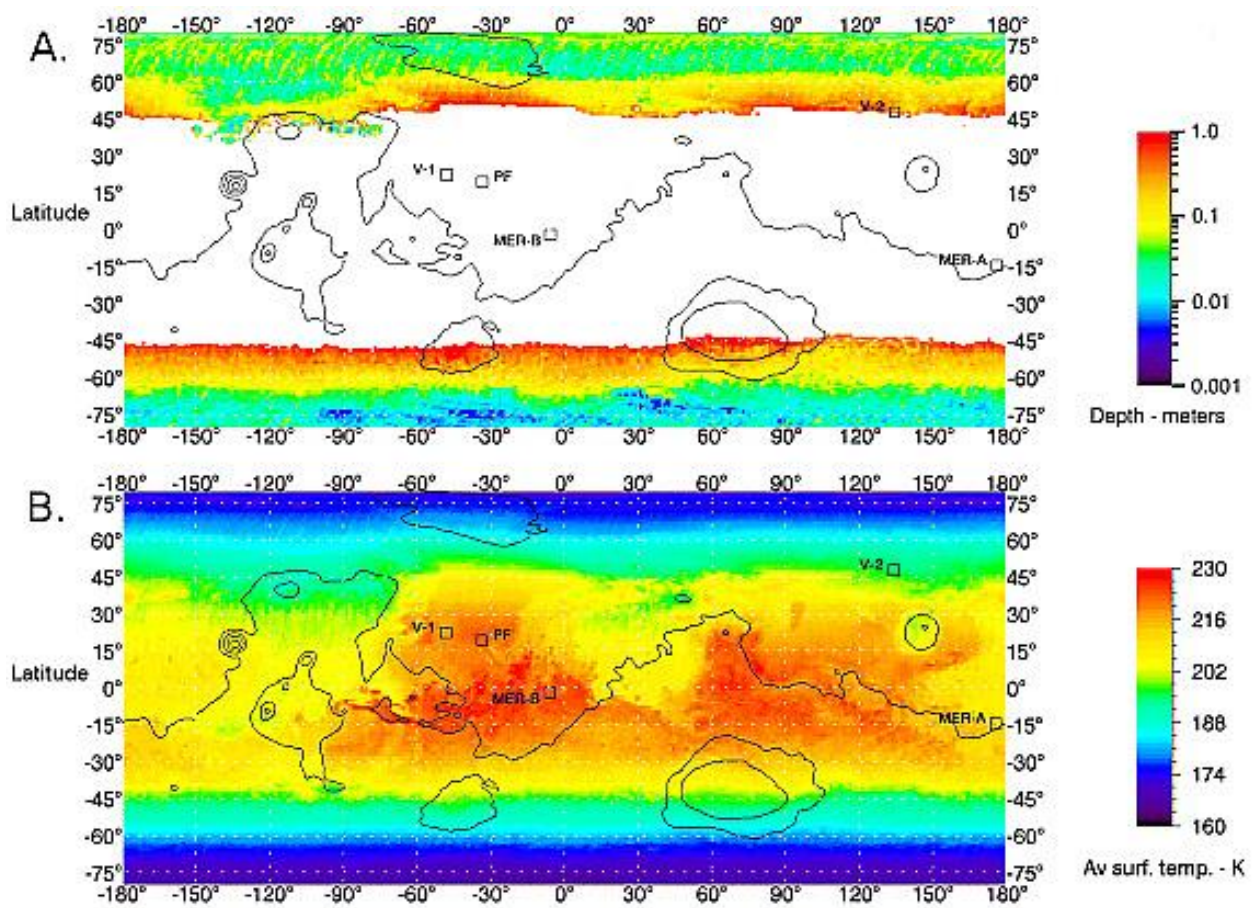 -180° -150° -120° -90° -60° -30° 0° 30° 60° 90° 120° 150° 180°
A.
75° 75°
60° 60°
V-2
45° 45°
1.0
30° 30°
V-1 PF
15° 15°
Latitude
0.1
0° MER-B 0°
MER-A
-15° -15°
-30° -30°
0.01
-45° -45°
-60° -60°
0.001
-75° -75°
Depth - meters
-180° -150° -120° -90° -60° -30° 0° 30° 60° 90° 120° 150° 180°
-180° -150° -120° -90° -60° -30° 0° 30° 60° 90° 120° 150° 180°
B.
75° 75°
60° 60°
V-2
45° 45°
230
30° 30°
V-1 PF
216
15° 15°
Latitude
202
0° MER-B 0°
MER-A
-15° -15°
188
-30° -30°
174
-45° -45°
-60° -60°
160
-75° -75°
Av surf. temp. - K
-180° -150° -120° -90° -60° -30° 0° 30° 60° 90° 120° 150° 180°